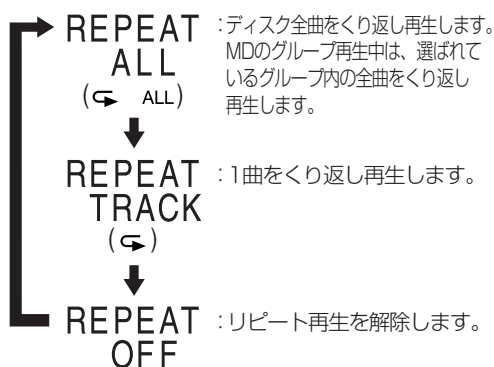 REPEAT :ディスク全曲をくり返し再生します。
ALL MDのグループ再生中は、選ばれて
(⮎ ALL) いるグループ内の全曲をくり返し
再生します。
REPEAT :1曲をくり返し再生します。
TRACK
(⮎)
REPEAT :リピート再生を解除します。
OFF